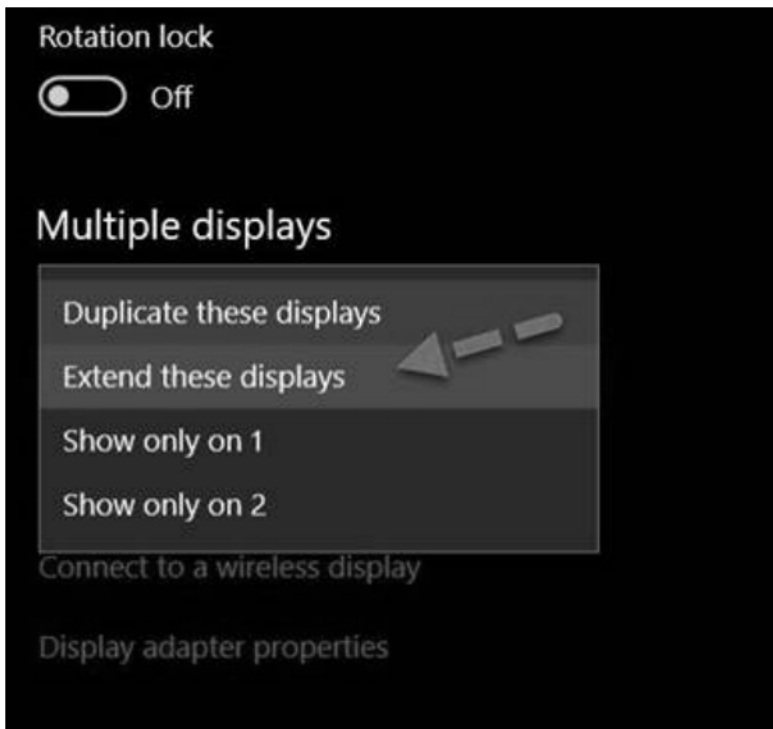 Rotation lock
Off
Multiple displays
Duplicate these displays
Extend these displays
Show only on 1
Show only on 2
Connect to a wireless display
Display adapter properties